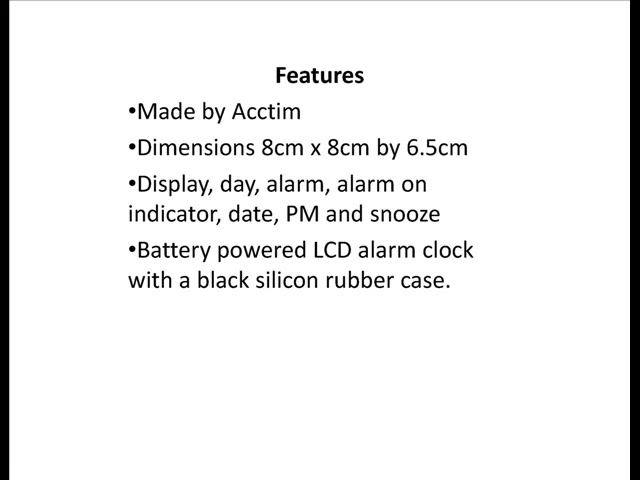 Features
•Made by Acctim
•Dimensions 8cm x 8cm by 6.5cm
•Display, day, alarm, alarm on
indicator, date, PM and snooze
•Battery powered LCD alarm clock
with a black silicon rubber case.